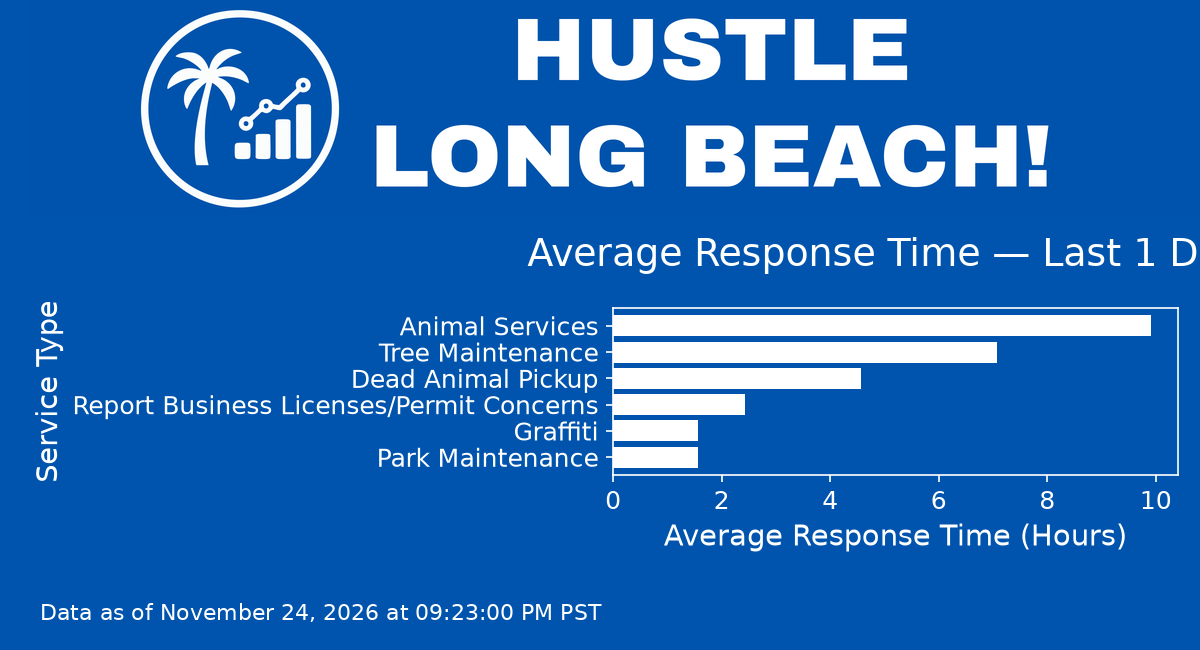 HUSTLE
LONG BEACH!
Average Response Time — Last 1 D
Service Type
Animal Services
Tree Maintenance
Dead Animal Pickup
Report Business Licenses/Permit Concerns
Graffiti
Park Maintenance
0 2 4 6 8 10
Average Response Time (Hours)
Data as of November 24, 2026 at 09:23:00 PM PST